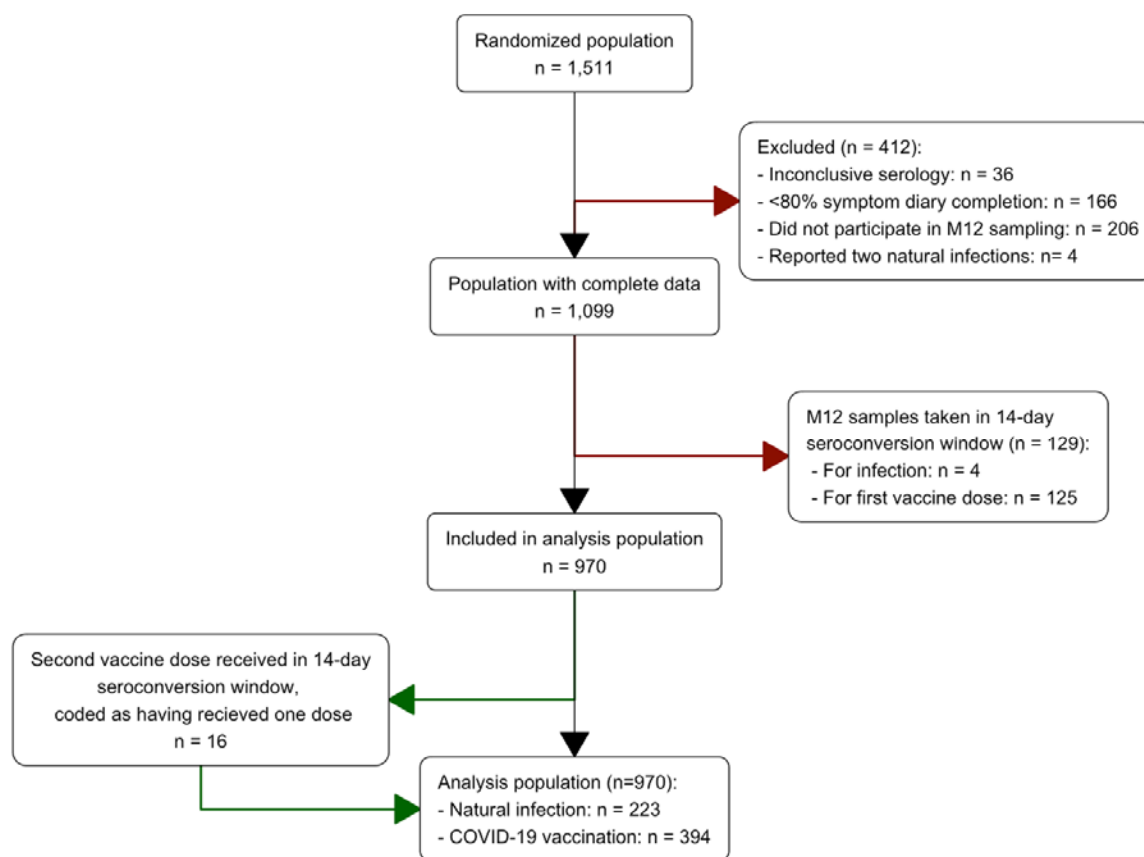 Randomized population
n = 1,511
Excluded (n = 412):
- Inconclusive serology: n = 36
- <80% symptom diary completion: n = 166
- Did not participate in M12 sampling: n = 206
- Reported two natural infections: n= 4
Population with complete data
n = 1,099
M12 samples taken in 14-day
seroconversion window (n = 129):
- For infection: n = 4
- For first vaccine dose: n = 125
Included in analysis population
n = 970
Second vaccine dose received in 14-day
seroconversion window,
coded as having recieved one dose
n = 16
Analysis population (n=970):
- Natural infection: n = 223
- COVID-19 vaccination: n = 394